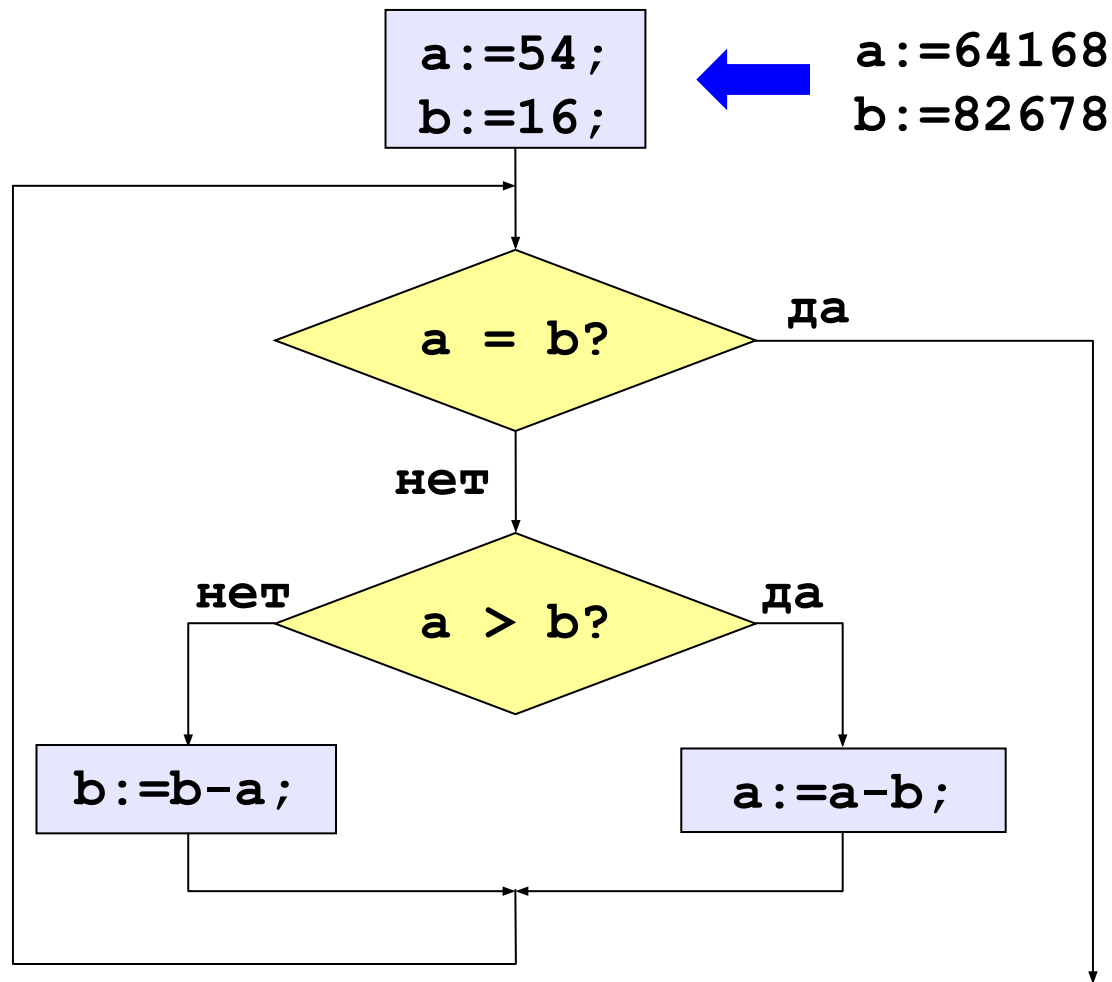 a:=54;
b:=16;
a:=64168
b:=82678
a = b?
да
нет
a > b?
нет
да
b:=b-a;
a:=a-b;